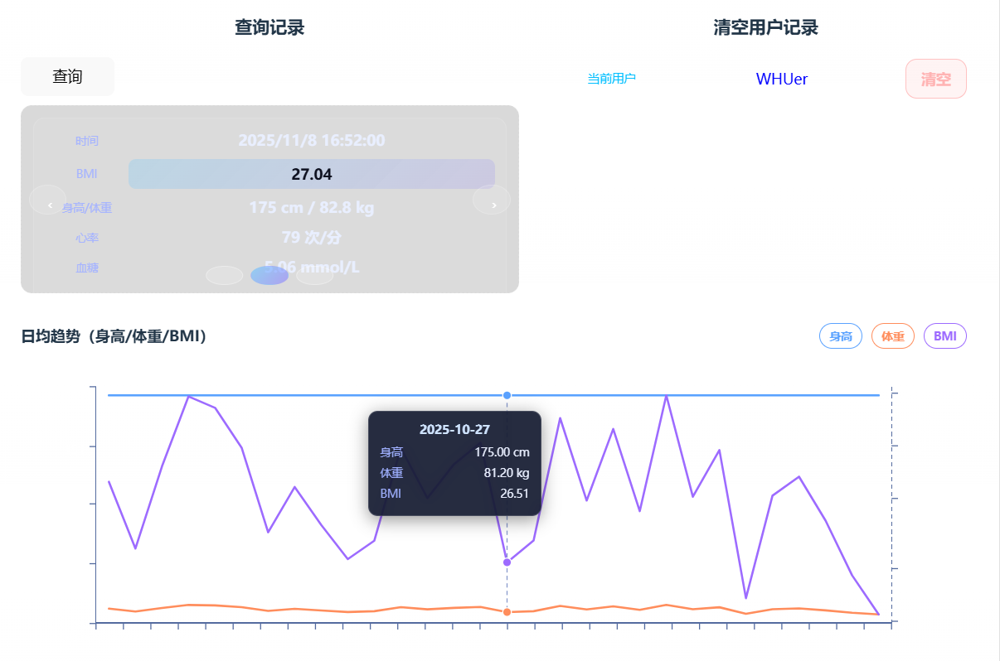 查询记录
清空用户记录
查询
当前用户
WHUer
清空
时间 2025/11/8 16:52:00
BMI 27.04
‹ 身高/体重 175 cm / 82.8 kg ›
心率 79 次/分
血糖 5.06 mmol/L
日均趋势（身高/体重/BMI）
身高 体重 BMI
2025-10-27
身高 175.00 cm
体重 81.20 kg
BMI 26.51